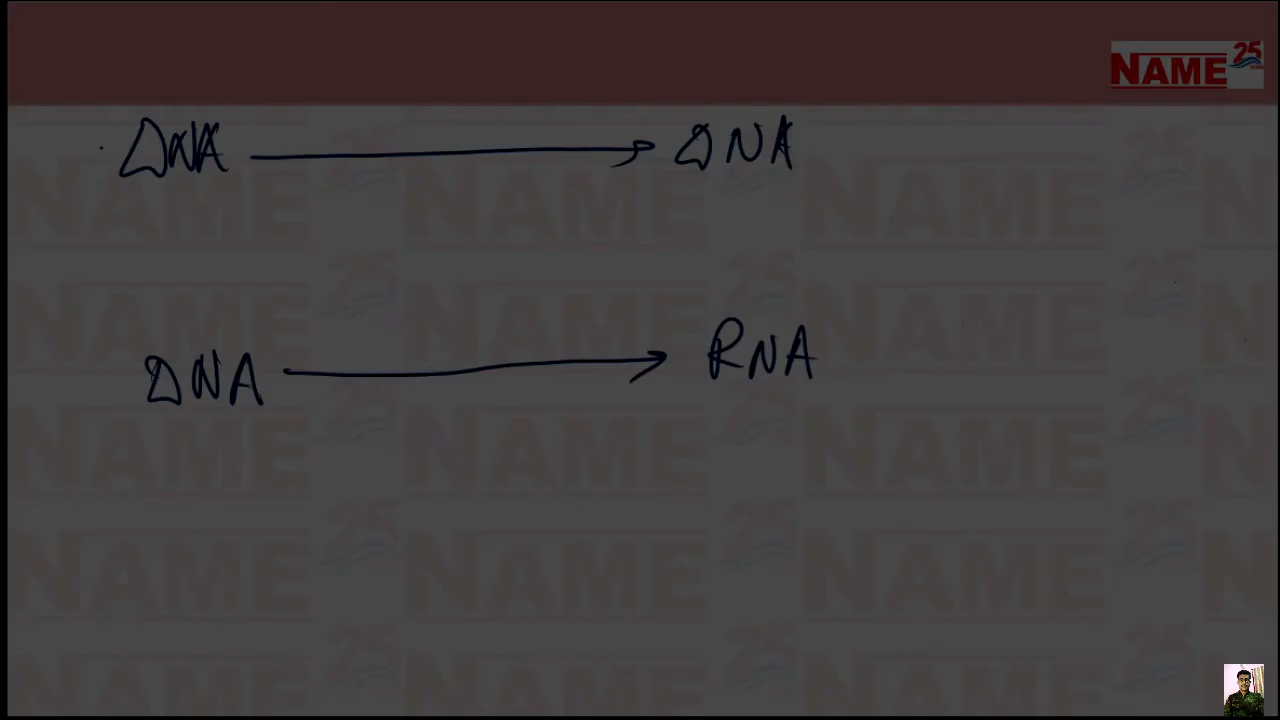 NAME 25
DNA → DNA
DNA → RNA